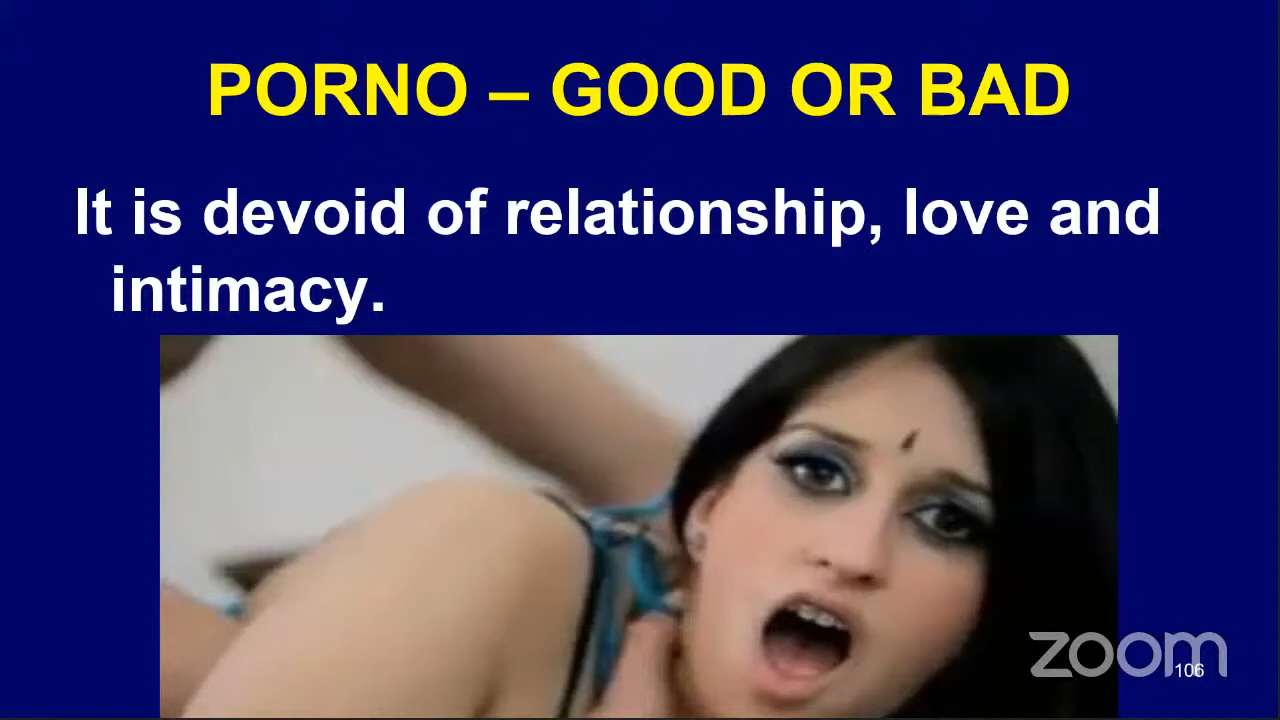 PORNO – GOOD OR BAD
It is devoid of relationship, love and
intimacy.
zoom
106